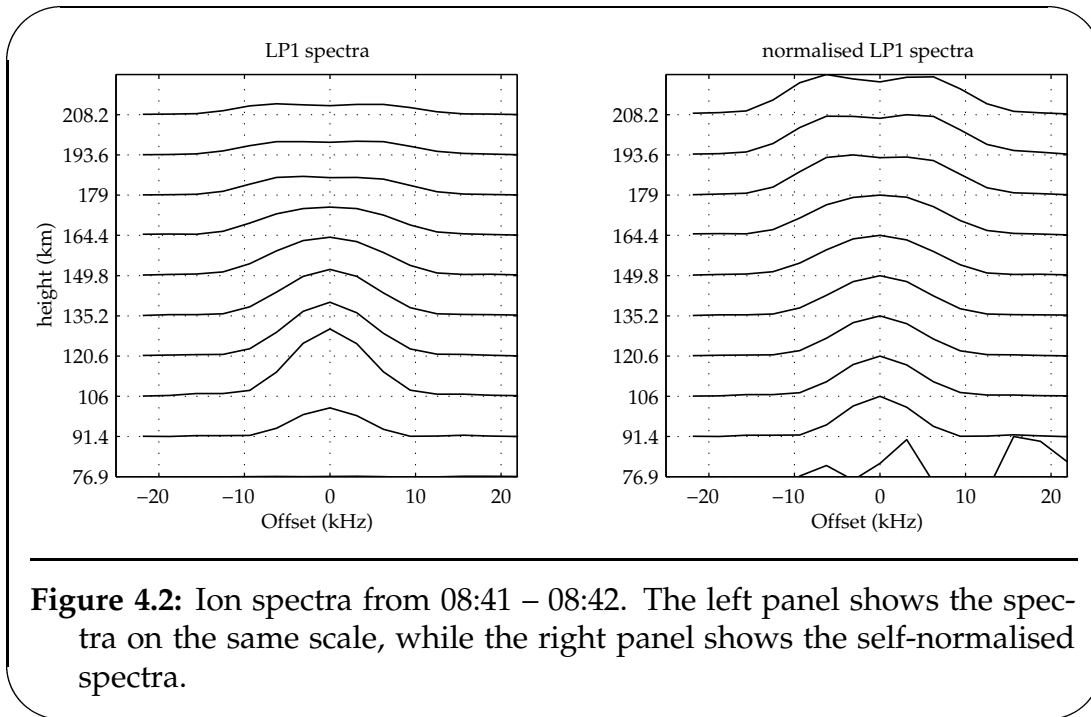 LP1 spectra
208.2
193.6
179
164.4
149.8
135.2
120.6
106
91.4
76.9
height (km)
−20 −10 0 10 20
Offset (kHz)
normalised LP1 spectra
208.2
193.6
179
164.4
149.8
135.2
120.6
106
91.4
76.9
−20 −10 0 10 20
Offset (kHz)
Figure 4.2: Ion spectra from 08:41 – 08:42. The left panel shows the spec-
tra on the same scale, while the right panel shows the self-normalised
spectra.